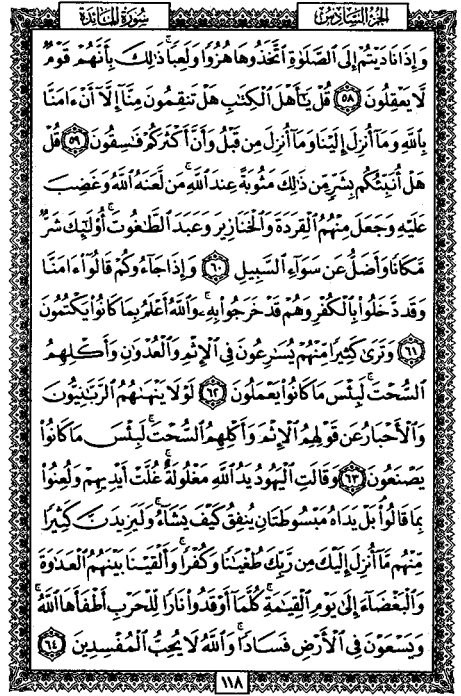 الجزء السادس
سورة المائدة
وَإِذَا نَادَيْتُمْ إِلَى ٱلصَّلَوٰةِ ٱتَّخَذُوهَا هُزُوًا وَلَعِبًا ۚ ذَٰلِكَ بِأَنَّهُمْ قَوْمٌ
لَّا يَعْقِلُونَ ٥٨ قُلْ يَٰٓأَهْلَ ٱلْكِتَٰبِ هَلْ تَنقِمُونَ مِنَّآ إِلَّآ أَنْ ءَامَنَّا
بِٱللَّهِ وَمَآ أُنزِلَ إِلَيْنَا وَمَآ أُنزِلَ مِن قَبْلُ وَأَنَّ أَكْثَرَكُمْ فَٰسِقُونَ ٥٩ قُلْ
هَلْ أُنَبِّئُكُم بِشَرٍّ مِّن ذَٰلِكَ مَثُوبَةً عِندَ ٱللَّهِ ۚ مَن لَّعَنَهُ ٱللَّهُ وَغَضِبَ
عَلَيْهِ وَجَعَلَ مِنْهُمُ ٱلْقِرَدَةَ وَٱلْخَنَازِيرَ وَعَبَدَ ٱلطَّٰغُوتَ ۚ أُو۟لَٰٓئِكَ شَرٌّ
مَّكَانًا وَأَضَلُّ عَن سَوَآءِ ٱلسَّبِيلِ ٦٠ وَإِذَا جَآءُوكُمْ قَالُوٓا۟ ءَامَنَّا
وَقَد دَّخَلُوا۟ بِٱلْكُفْرِ وَهُمْ قَدْ خَرَجُوا۟ بِهِۦ ۚ وَٱللَّهُ أَعْلَمُ بِمَا كَانُوا۟ يَكْتُمُونَ
٦١ وَتَرَىٰ كَثِيرًا مِّنْهُمْ يُسَٰرِعُونَ فِى ٱلْإِثْمِ وَٱلْعُدْوَٰنِ وَأَكْلِهِمُ
ٱلسُّحْتَ ۚ لَبِئْسَ مَا كَانُوا۟ يَعْمَلُونَ ٦٢ لَوْلَا يَنْهَىٰهُمُ ٱلرَّبَّٰنِيُّونَ
وَٱلْأَحْبَارُ عَن قَوْلِهِمُ ٱلْإِثْمَ وَأَكْلِهِمُ ٱلسُّحْتَ ۚ لَبِئْسَ مَا كَانُوا۟
يَصْنَعُونَ ٦٣ وَقَالَتِ ٱلْيَهُودُ يَدُ ٱللَّهِ مَغْلُولَةٌ ۚ غُلَّتْ أَيْدِيهِمْ وَلُعِنُوا۟
بِمَا قَالُوا۟ ۘ بَلْ يَدَاهُ مَبْسُوطَتَانِ يُنفِقُ كَيْفَ يَشَآءُ ۚ وَلَيَزِيدَنَّ كَثِيرًا
مِّنْهُم مَّآ أُنزِلَ إِلَيْكَ مِن رَّبِّكَ طُغْيَٰنًا وَكُفْرًا ۚ وَأَلْقَيْنَا بَيْنَهُمُ ٱلْعَدَٰوَةَ
وَٱلْبَغْضَآءَ إِلَىٰ يَوْمِ ٱلْقِيَٰمَةِ ۚ كُلَّمَآ أَوْقَدُوا۟ نَارًا لِّلْحَرْبِ أَطْفَأَهَا ٱللَّهُ ۚ
وَيَسْعَوْنَ فِى ٱلْأَرْضِ فَسَادًا ۚ وَٱللَّهُ لَا يُحِبُّ ٱلْمُفْسِدِينَ ٦٤
١١٨